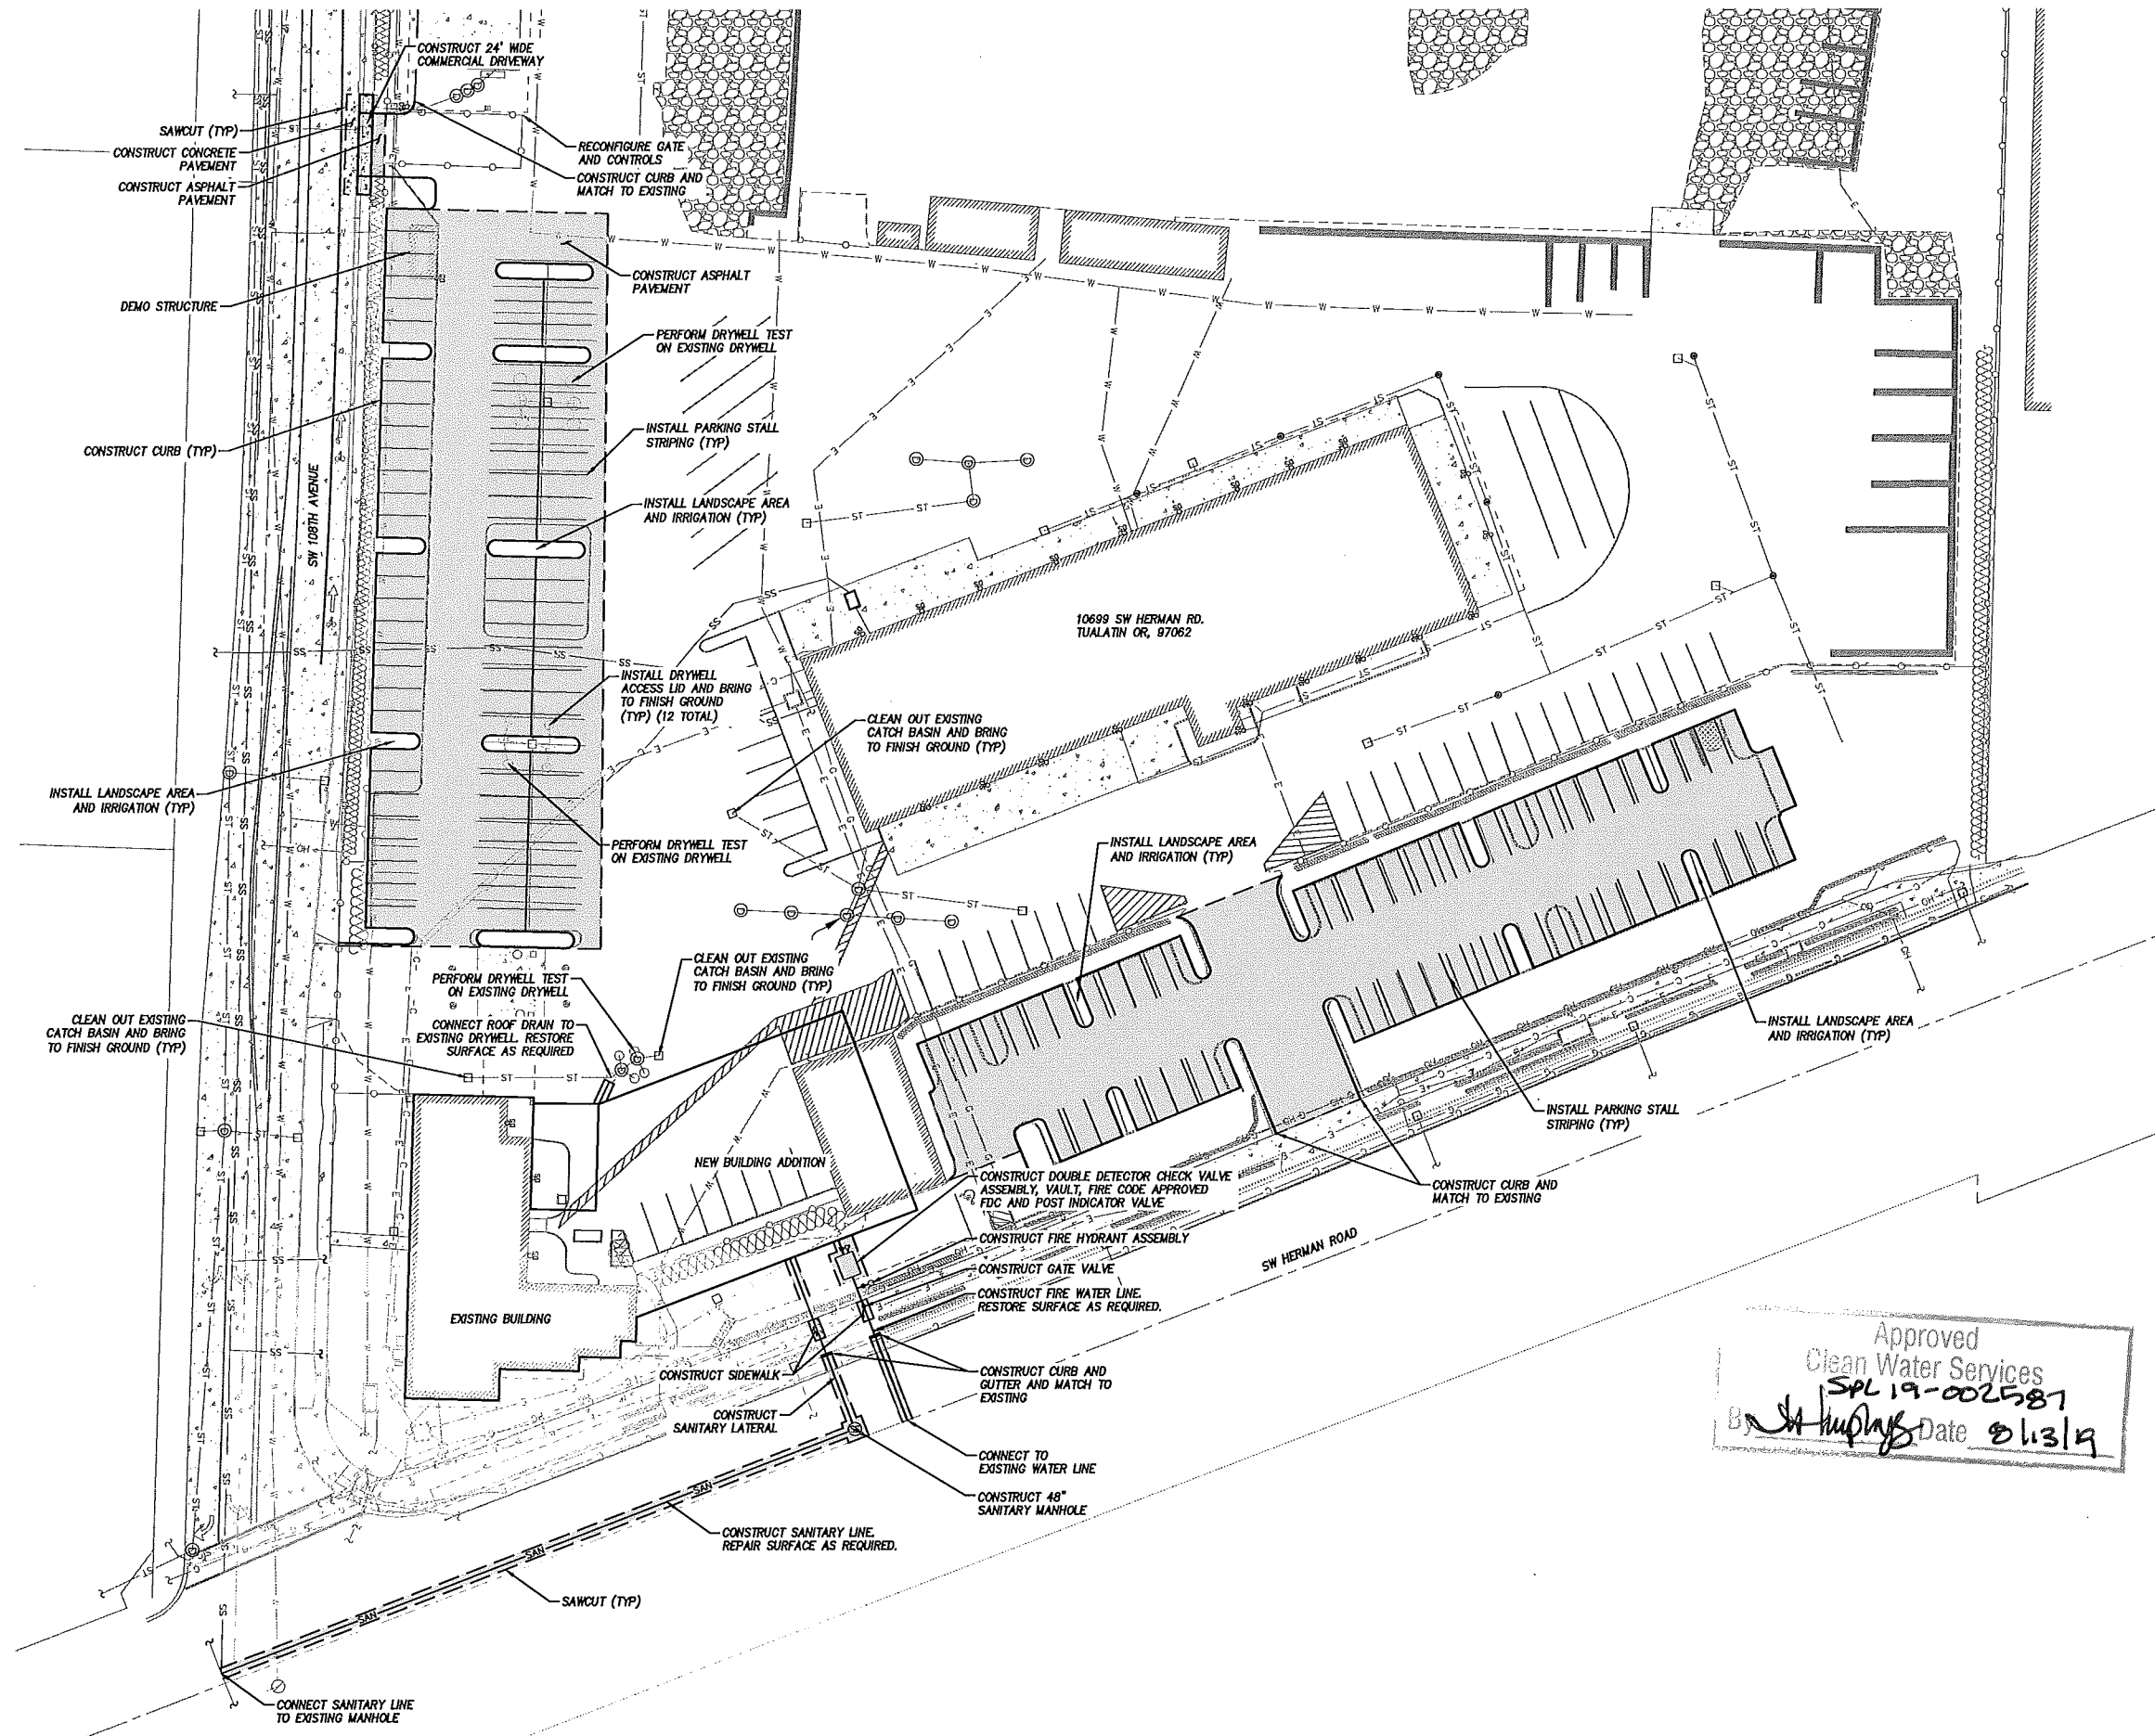 CONSTRUCT 24' WIDE
COMMERCIAL DRIVEWAY
SAWCUT (TYP)
CONSTRUCT CONCRETE
PAVEMENT
CONSTRUCT ASPHALT
PAVEMENT
RECONFIGURE GATE
AND CONTROLS
CONSTRUCT CURB AND
MATCH TO EXISTING
CONSTRUCT ASPHALT
PAVEMENT
DEMO STRUCTURE
PERFORM DRYWELL TEST
ON EXISTING DRYWELL
INSTALL PARKING STALL
STRIPING (TYP)
CONSTRUCT CURB (TYP)
SW 108TH AVENUE
INSTALL LANDSCAPE AREA
AND IRRIGATION (TYP)
10699 SW HERMAN RD.
TUALATIN OR, 97062
INSTALL DRYWELL
ACCESS LID AND BRING
TO FINISH GROUND
(TYP) (12 TOTAL)
CLEAN OUT EXISTING
CATCH BASIN AND BRING
TO FINISH GROUND (TYP)
INSTALL LANDSCAPE AREA
AND IRRIGATION (TYP)
PERFORM DRYWELL TEST
ON EXISTING DRYWELL
INSTALL LANDSCAPE AREA
AND IRRIGATION (TYP)
CLEAN OUT EXISTING
CATCH BASIN AND BRING
TO FINISH GROUND (TYP)
PERFORM DRYWELL TEST
ON EXISTING DRYWELL
CLEAN OUT EXISTING
CATCH BASIN AND BRING
TO FINISH GROUND (TYP)
CONNECT ROOF DRAIN TO
EXISTING DRYWELL. RESTORE
SURFACE AS REQUIRED
INSTALL LANDSCAPE AREA
AND IRRIGATION (TYP)
INSTALL PARKING STALL
STRIPING (TYP)
NEW BUILDING ADDITION
CONSTRUCT DOUBLE DETECTOR CHECK VALVE
ASSEMBLY, VAULT, FIRE CODE APPROVED
FDC AND POST INDICATOR VALVE
CONSTRUCT CURB AND
MATCH TO EXISTING
CONSTRUCT FIRE HYDRANT ASSEMBLY
SW HERMAN ROAD
CONSTRUCT GATE VALVE
CONSTRUCT FIRE WATER LINE.
RESTORE SURFACE AS REQUIRED.
EXISTING BUILDING
CONSTRUCT SIDEWALK
CONSTRUCT CURB AND
GUTTER AND MATCH TO
EXISTING
CONSTRUCT
SANITARY LATERAL
CONNECT TO
EXISTING WATER LINE
CONSTRUCT 48"
SANITARY MANHOLE
CONSTRUCT SANITARY LINE.
REPAIR SURFACE AS REQUIRED.
SAWCUT (TYP)
SAN
SAN
SAN
CONNECT SANITARY LINE
TO EXISTING MANHOLE
Approved
Clean Water Services
SPL 19-002587
By Date 8/13/19